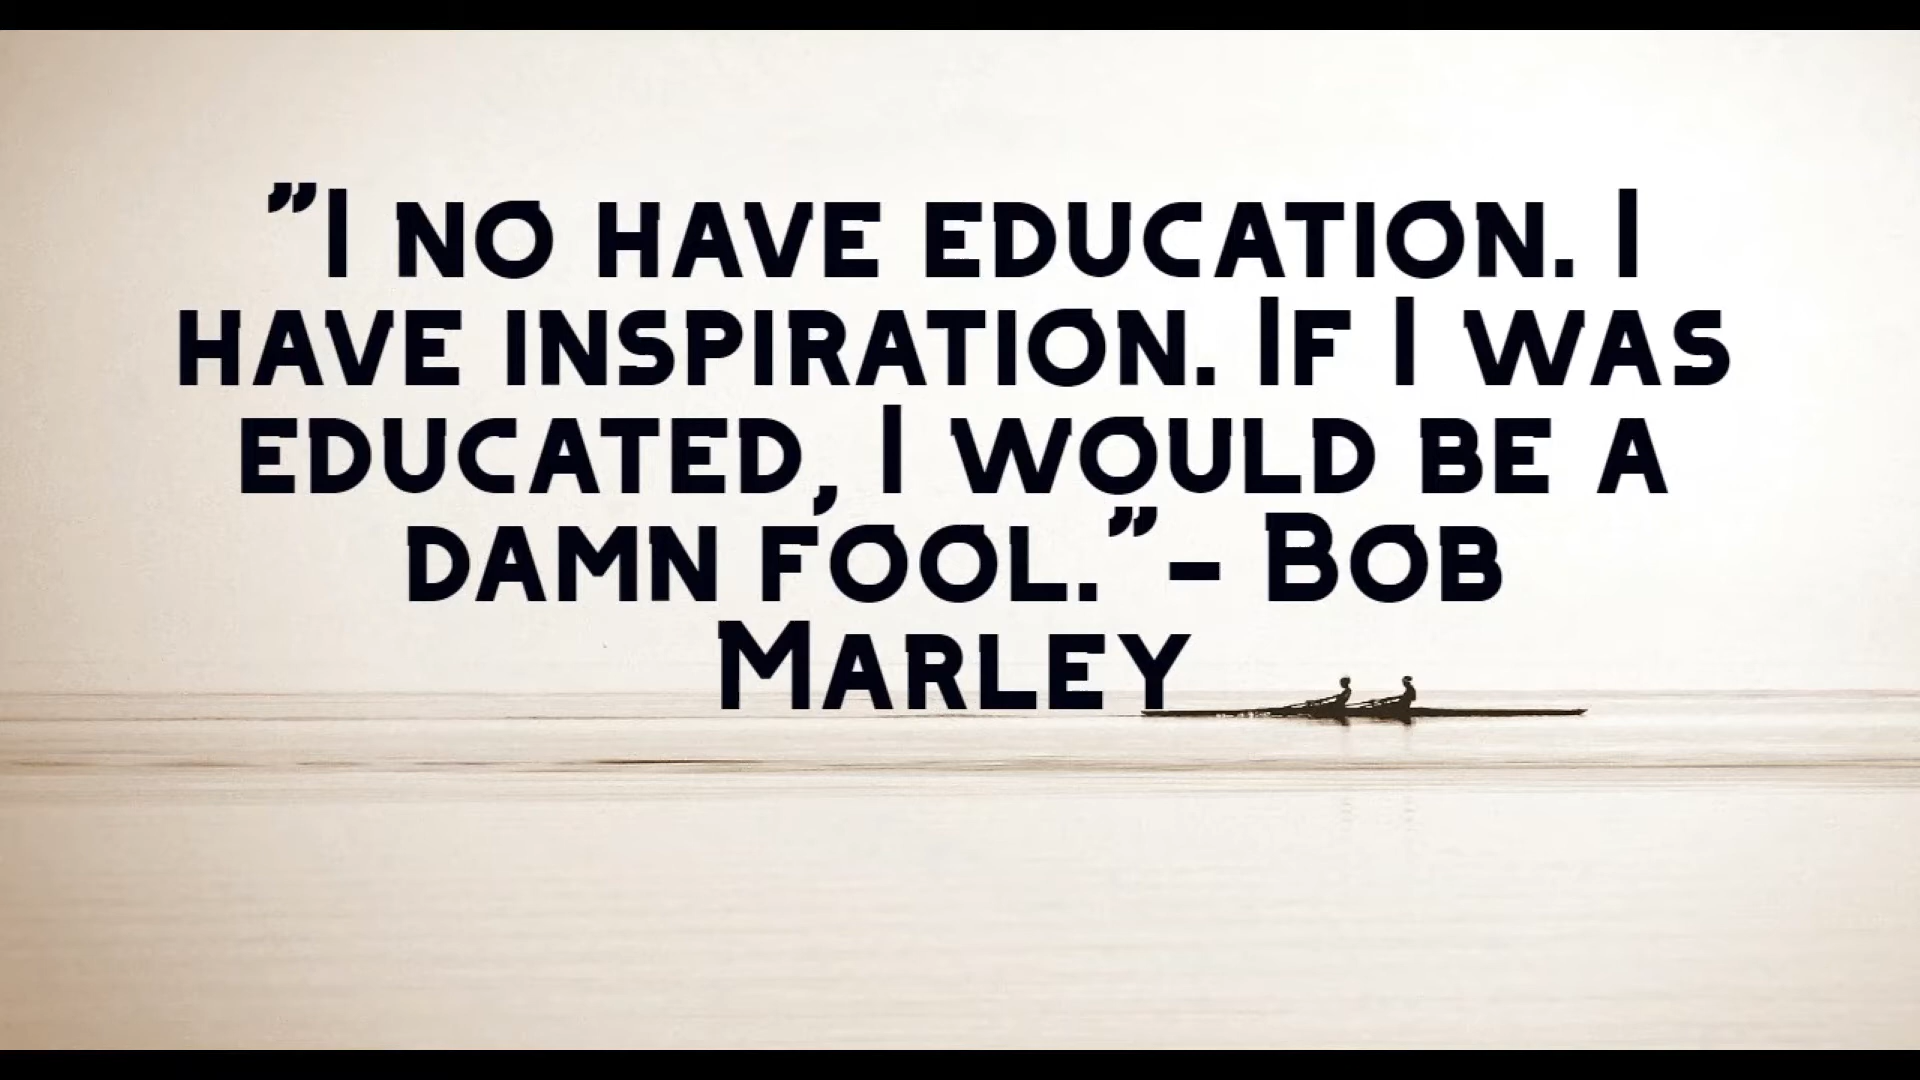 "I no have education. I
have inspiration. If I was
educated, I would be a
damn fool."- Bob
Marley